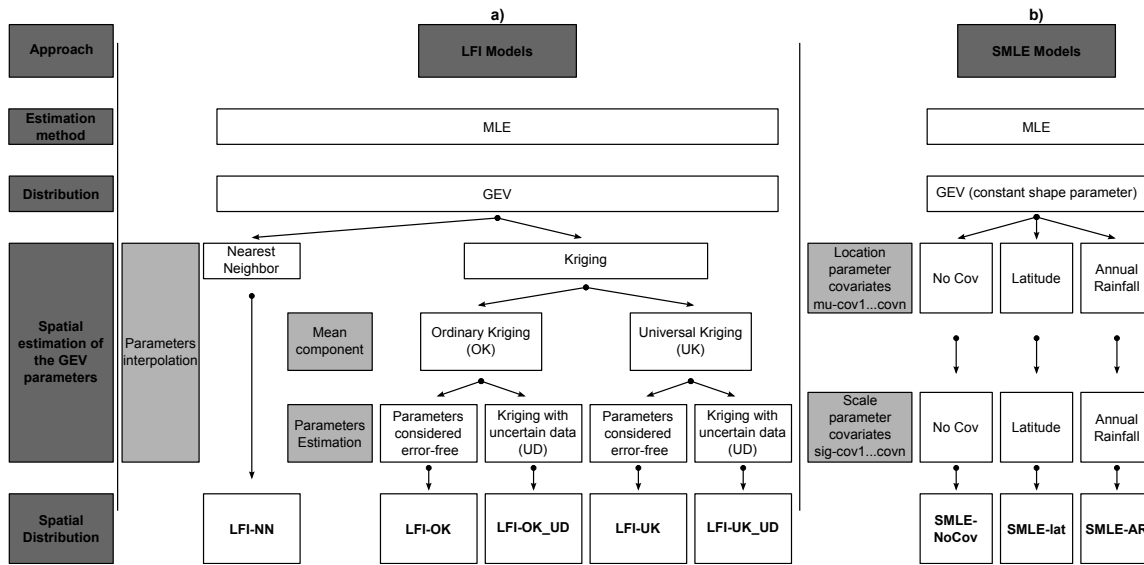 a)
b)
Approach
LFI Models
SMLE Models
Estimation
method
MLE
MLE
Distribution
GEV
GEV (constant shape parameter)
Spatial
estimation of
the GEV
parameters
Parameters
interpolation
Nearest
Neighbor
Kriging
Location
parameter
covariates
mu-cov1...covn
No Cov
Latitude
Annual
Rainfall
Mean
component
Ordinary Kriging
(OK)
Universal Kriging
(UK)
Parameters
Estimation
Parameters
considered
error-free
Kriging with
uncertain data
(UD)
Parameters
considered
error-free
Kriging with
uncertain data
(UD)
Scale
parameter
covariates
sig-cov1...covn
No Cov
Latitude
Annual
Rainfall
Spatial
Distribution
LFI-NN
LFI-OK
LFI-OK_UD
LFI-UK
LFI-UK_UD
SMLE-
NoCov
SMLE-lat
SMLE-AR